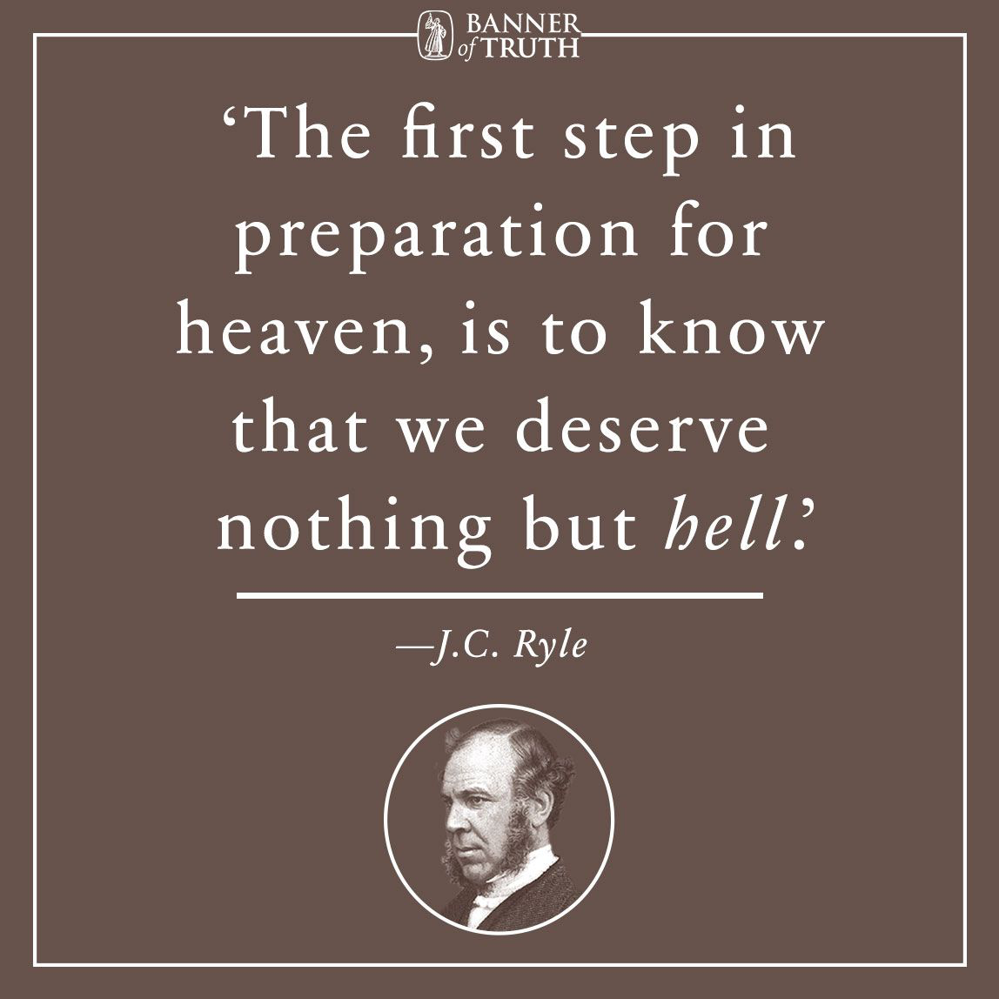 BANNER
of TRUTH
‘The first step in
preparation for
heaven, is to know
that we deserve
nothing but hell.’
—J.C. Ryle